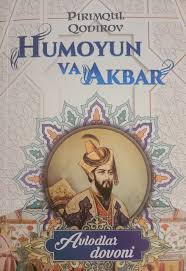 PIRIMQUL
QODIROV
HUMOYUN
VA AKBAR
Avlodlar
dovoni